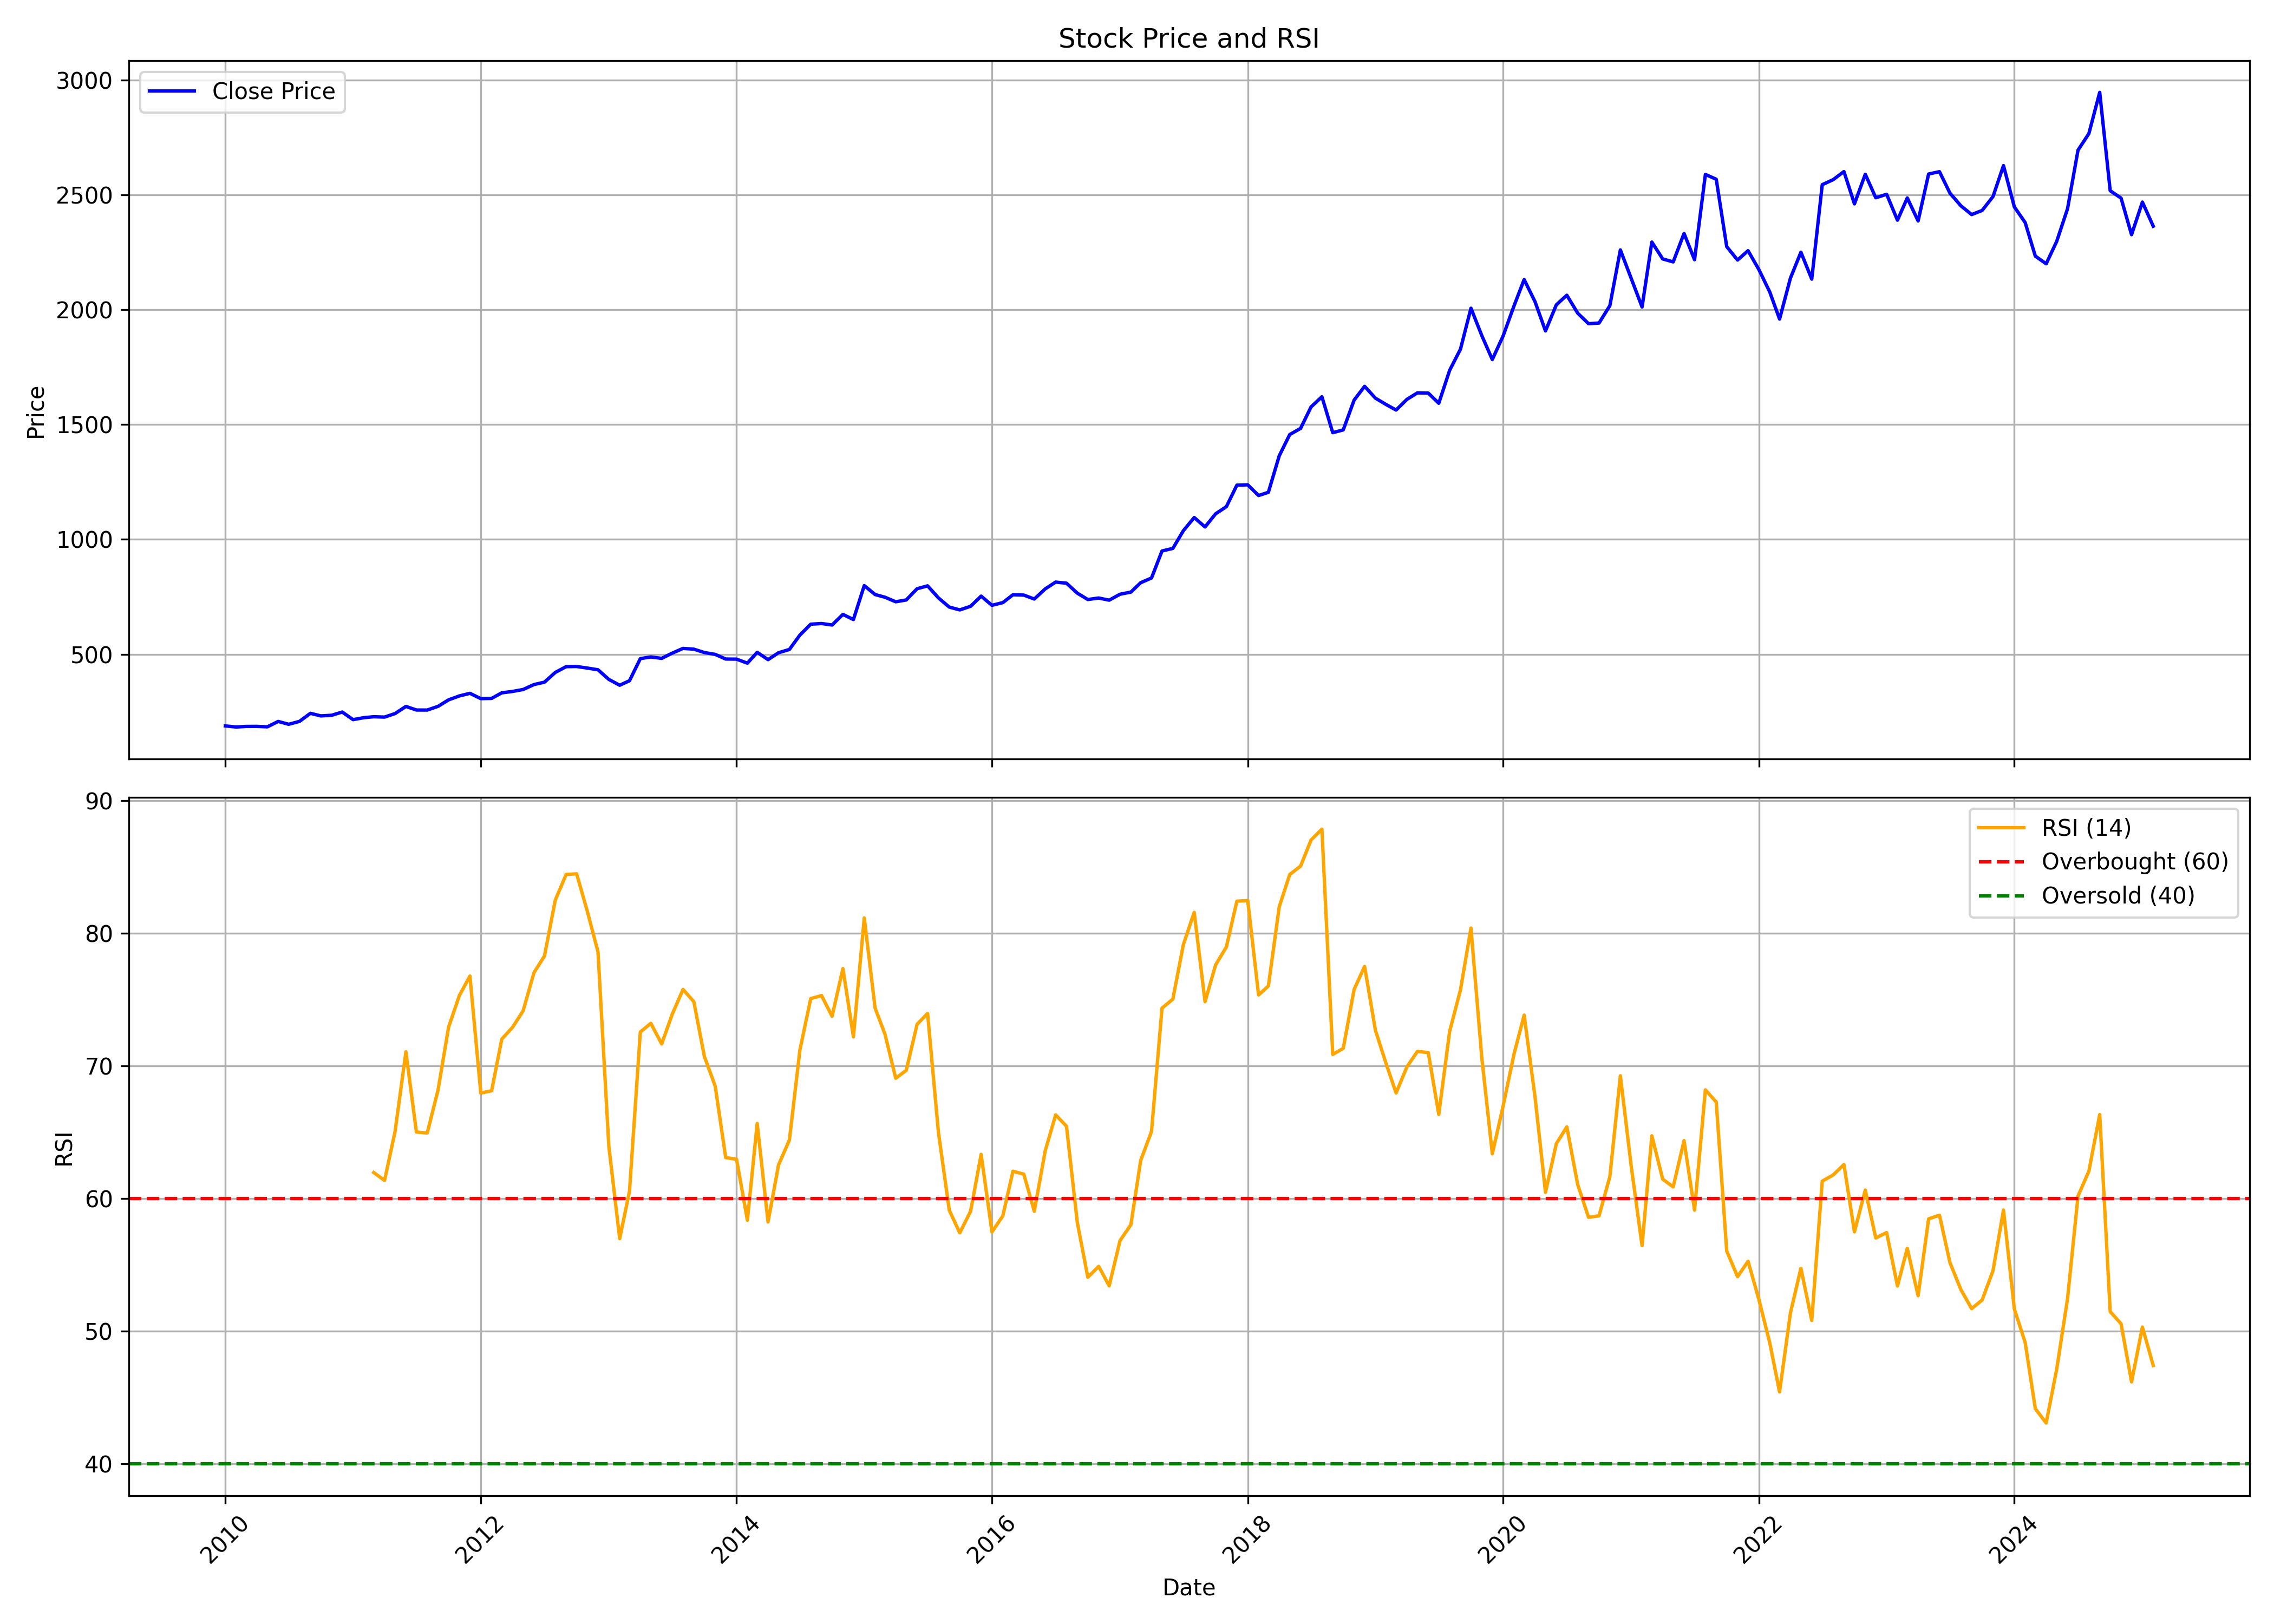 Stock Price and RSI
Close Price
3000
2500
2000
1500
1000
500
Price
RSI (14)
Overbought (60)
Oversold (40)
90
80
70
60
50
40
RSI
2010
2012
2014
2016
2018
2020
2022
2024
Date